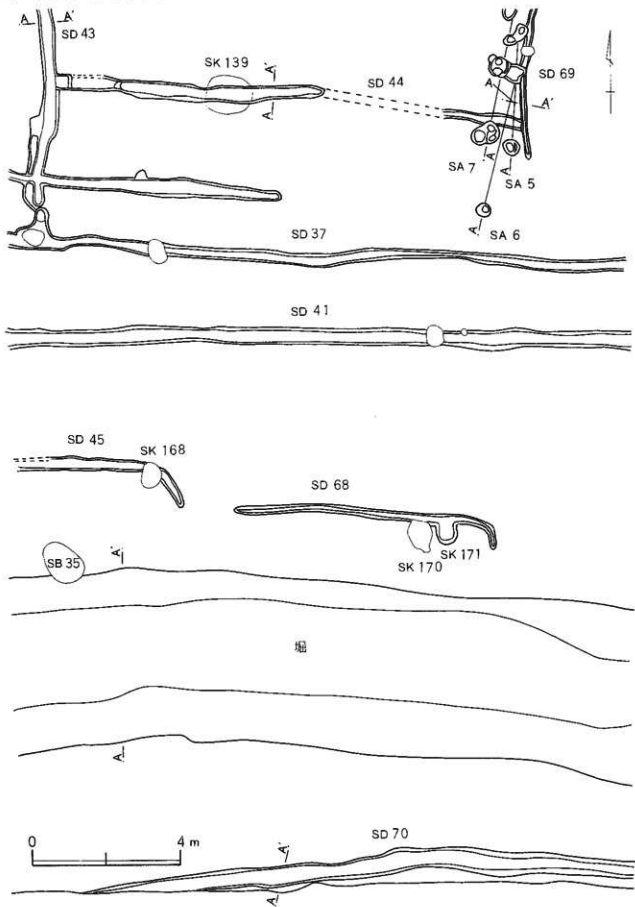 A A'
SD 43
SK 139
A'
A
SD 44
SD 69
A
A'
SA 7
A
A
SA 5
A
SA 6
SD 37
SD 41
SD 45
SK 168
SD 68
SK 170
SK 171
SB 35
A'
堀
A
0 4 m
SD 70
A'
A